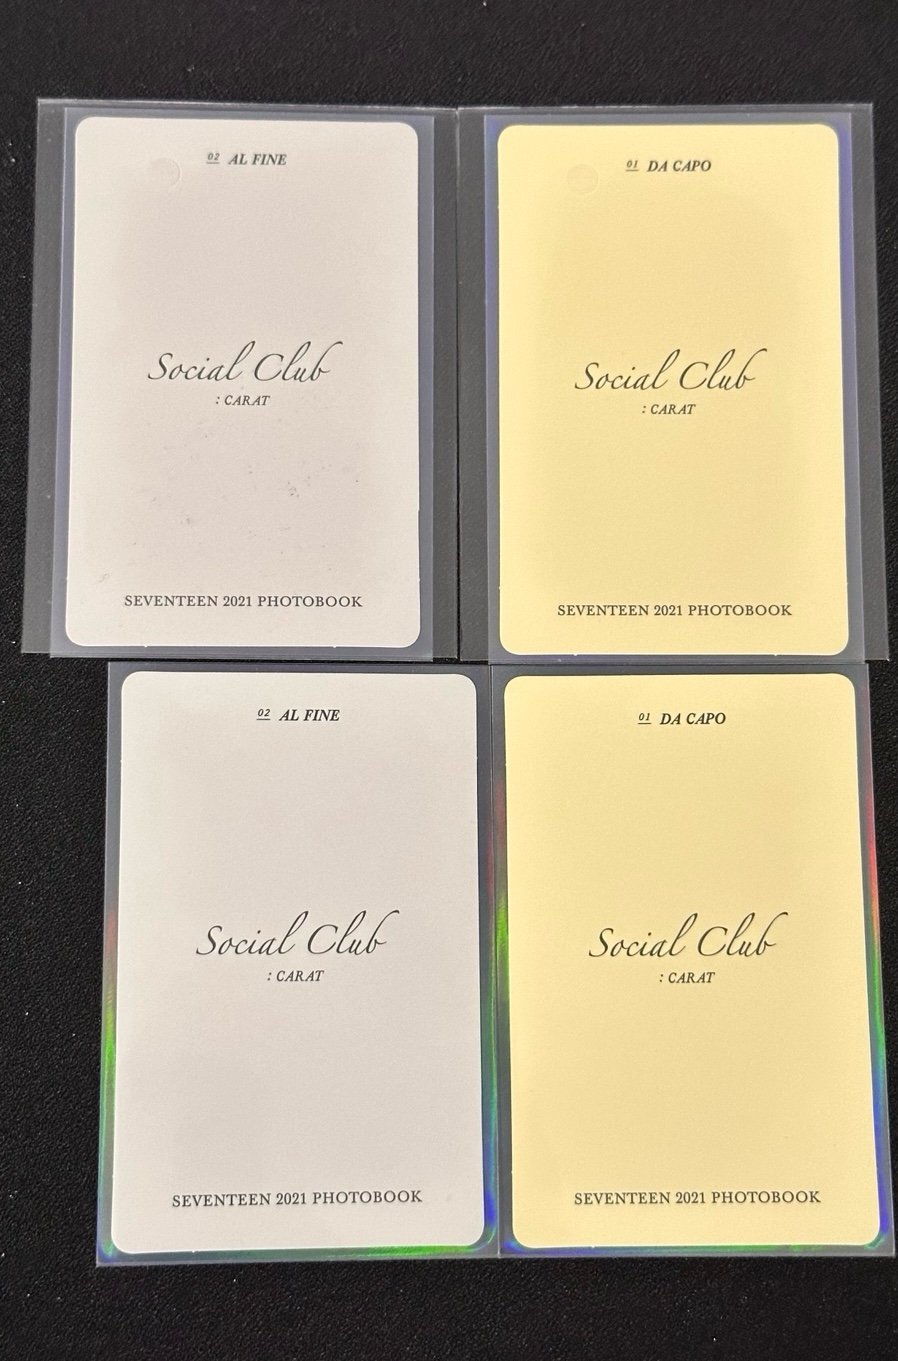 02 AL FINE
Social Club
: CARAT
SEVENTEEN 2021 PHOTOBOOK
01 DA CAPO
Social Club
: CARAT
SEVENTEEN 2021 PHOTOBOOK
02 AL FINE
Social Club
: CARAT
SEVENTEEN 2021 PHOTOBOOK
01 DA CAPO
Social Club
: CARAT
SEVENTEEN 2021 PHOTOBOOK